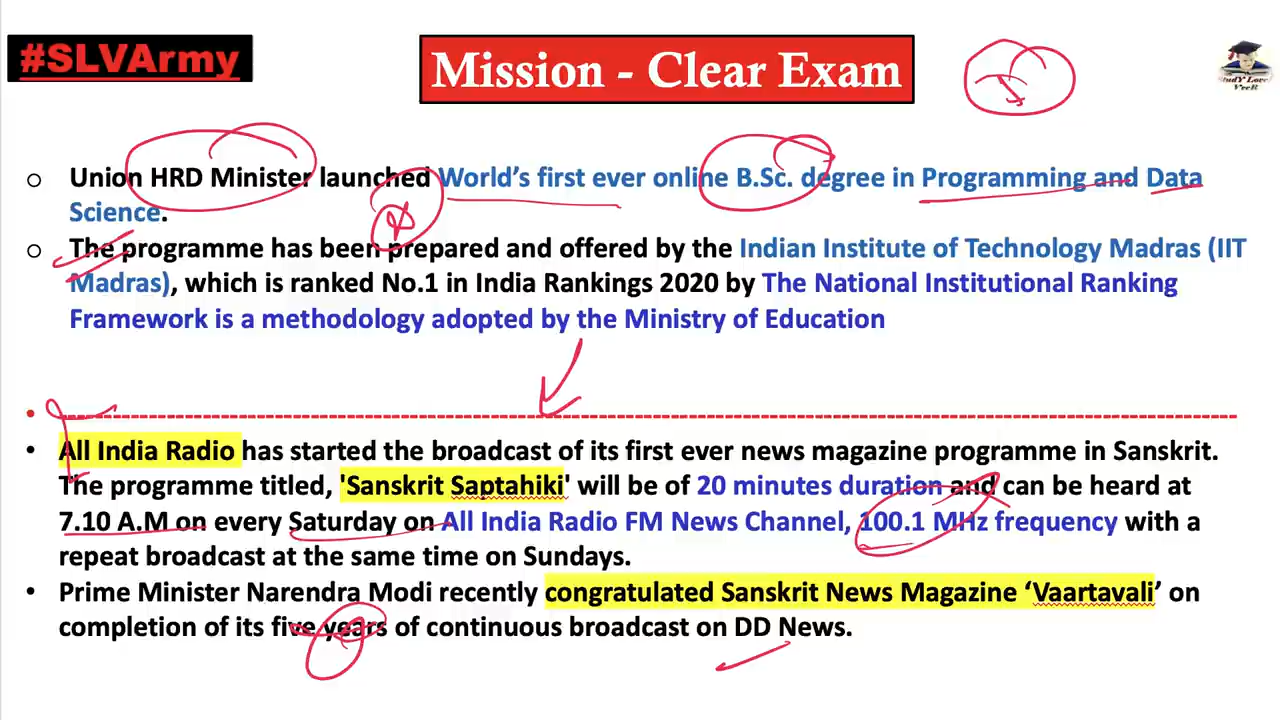 #SLVArmy
Mission - Clear Exam
StudY Lover
VeeR
o Union HRD Minister launched World's first ever online B.Sc. degree in Programming and Data
Science.
o The programme has been prepared and offered by the Indian Institute of Technology Madras (IIT
Madras), which is ranked No.1 in India Rankings 2020 by The National Institutional Ranking
Framework is a methodology adopted by the Ministry of Education
• All India Radio has started the broadcast of its first ever news magazine programme in Sanskrit.
The programme titled, 'Sanskrit Saptahiki' will be of 20 minutes duration and can be heard at
7.10 A.M on every Saturday on All India Radio FM News Channel, 100.1 MHz frequency with a
repeat broadcast at the same time on Sundays.
• Prime Minister Narendra Modi recently congratulated Sanskrit News Magazine ‘Vaartavali’ on
completion of its five years of continuous broadcast on DD News.